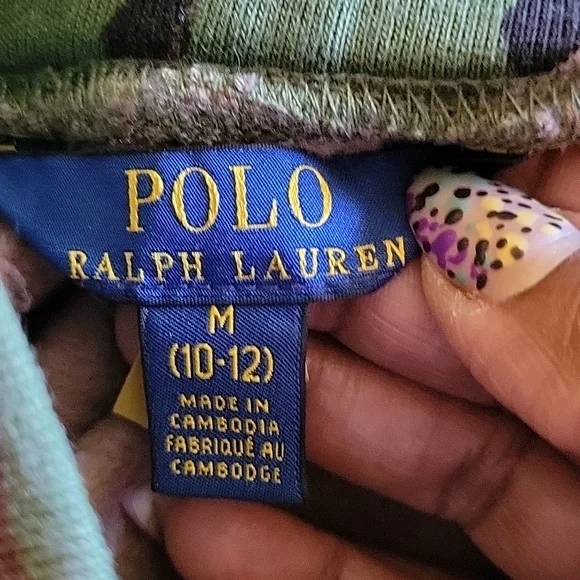 POLO
RALPH LAUREN
M
(10-12)
MADE IN
CAMBODIA
FABRIQUÉ AU
CAMBODGE